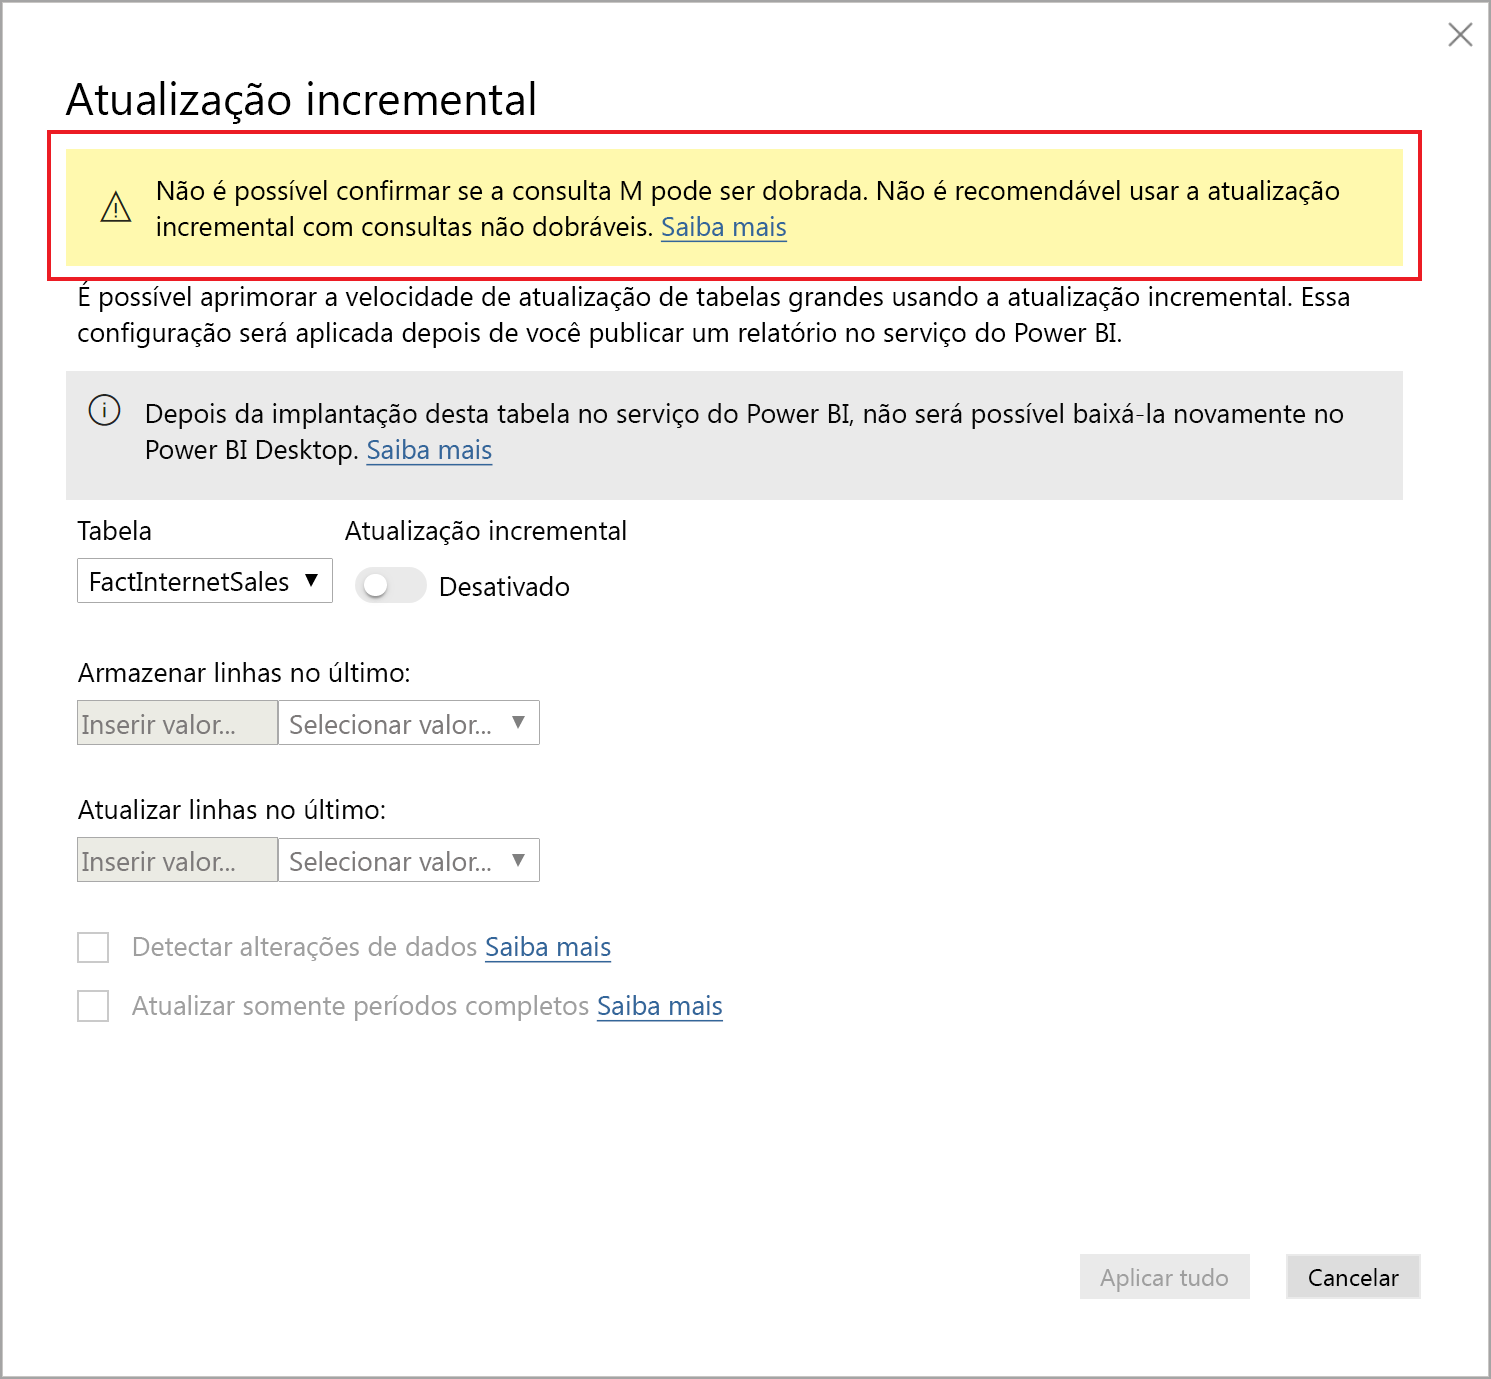 Atualização incremental
Não é possível confirmar se a consulta M pode ser dobrada. Não é recomendável usar a atualização
incremental com consultas não dobráveis. Saiba mais
É possível aprimorar a velocidade de atualização de tabelas grandes usando a atualização incremental. Essa
configuração será aplicada depois de você publicar um relatório no serviço do Power BI.
Depois da implantação desta tabela no serviço do Power BI, não será possível baixá-la novamente no
Power BI Desktop. Saiba mais
Tabela Atualização incremental
FactInternetSales Desativado
Armazenar linhas no último:
Inserir valor... Selecionar valor...
Atualizar linhas no último:
Inserir valor... Selecionar valor...
Detectar alterações de dados Saiba mais
Atualizar somente períodos completos Saiba mais
Aplicar tudo Cancelar